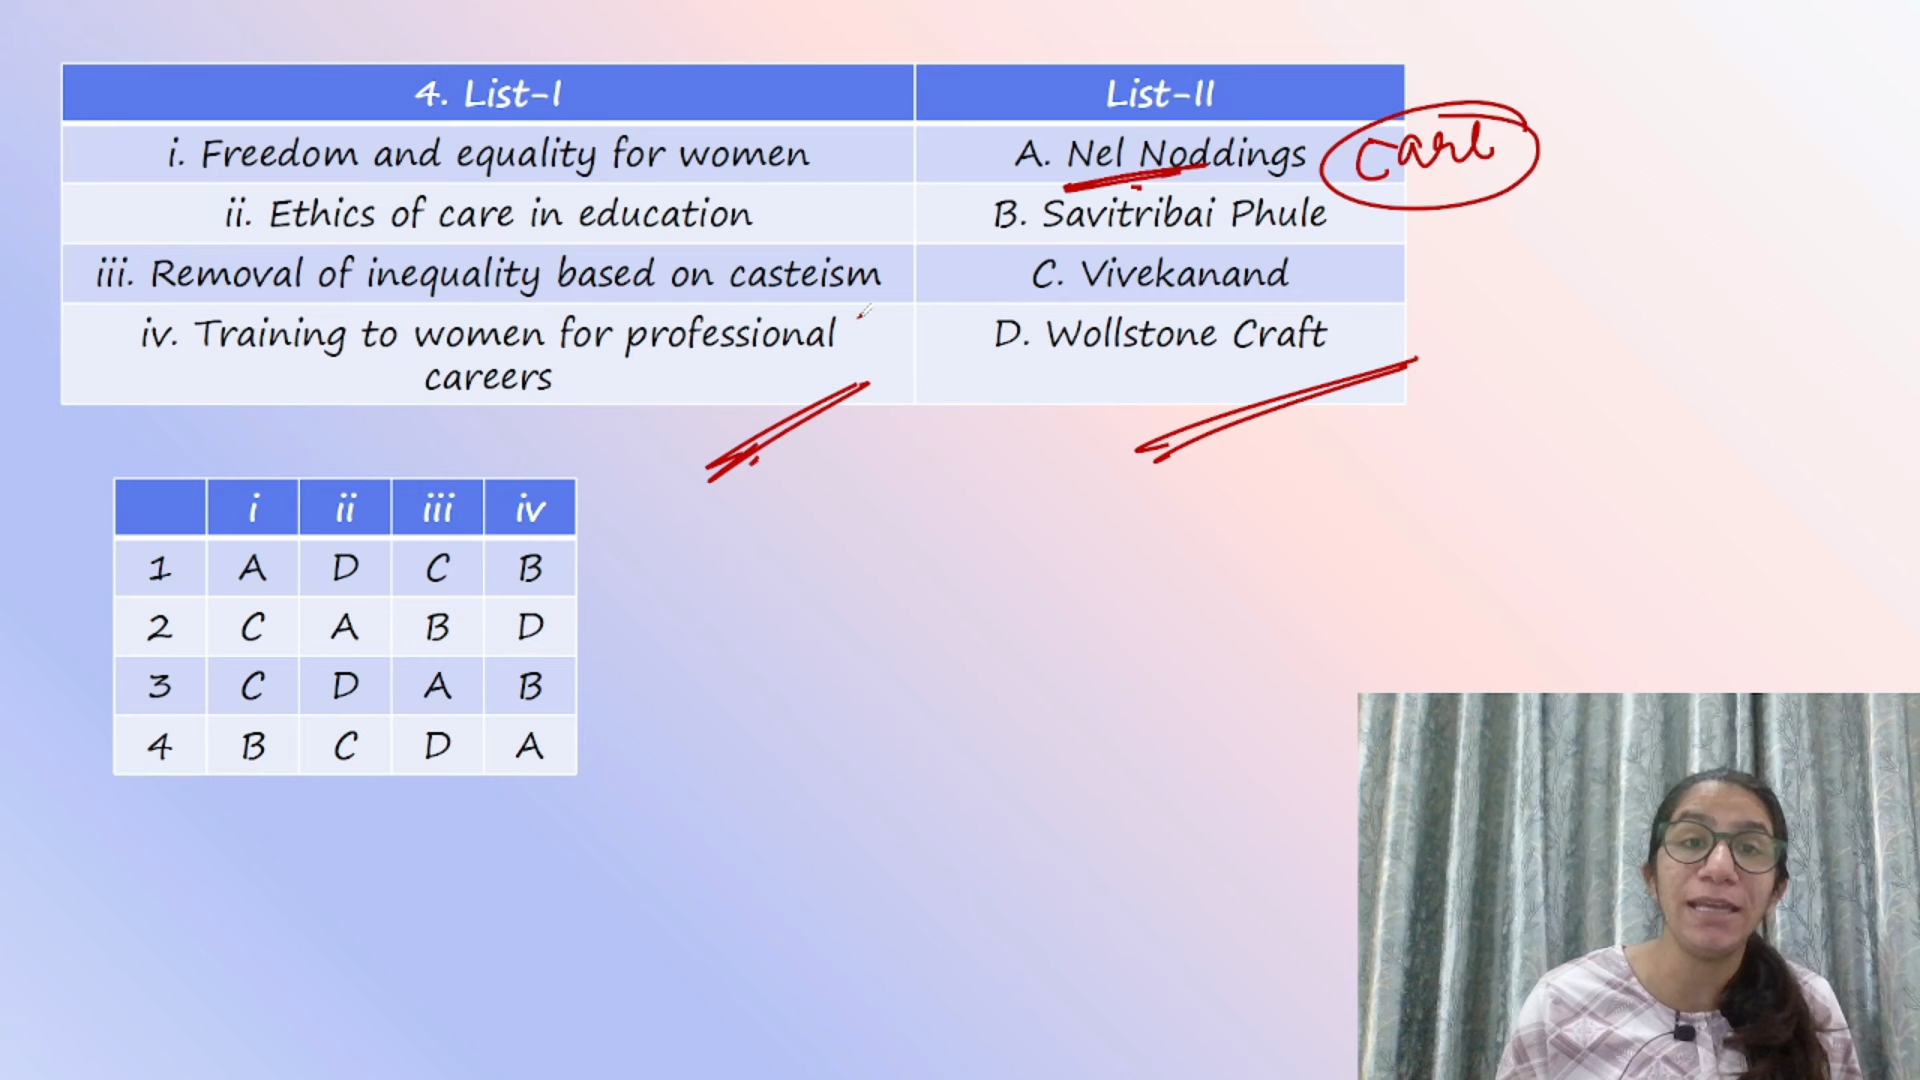 4. List-I List-II
i. Freedom and equality for women A. Nel Noddings care
ii. Ethics of care in education B. Savitribai Phule
iii. Removal of inequality based on casteism C. Vivekanand
iv. Training to women for professional D. Wollstone Craft
careers
i ii iii iv
1 A D C B
2 C A B D
3 C D A B
4 B C D A